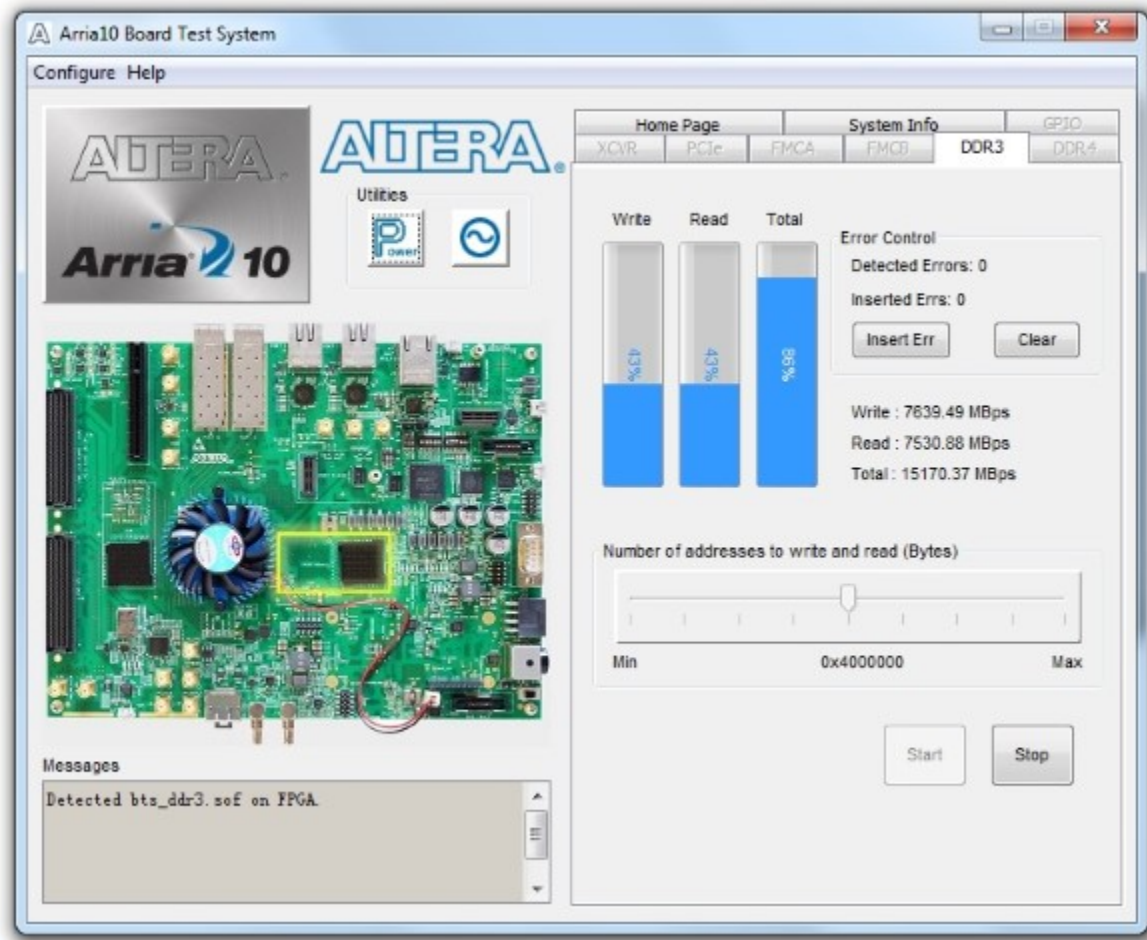 Arria10 Board Test System
Configure Help
ALTERA
Arria 10
ALTERA®
Utilities
Power
Home Page System Info GPIO
XCVR PCIe FMCA FMCB DDR3 DDR4
Write Read Total
43% 43% 86%
Error Control
Detected Errors: 0
Inserted Errs: 0
Insert Err Clear
Write : 7639.49 MBps
Read : 7530.88 MBps
Total : 15170.37 MBps
Number of addresses to write and read (Bytes)
Min 0x4000000 Max
Start Stop
Messages
Detected bts_ddr3.sof on FPGA.